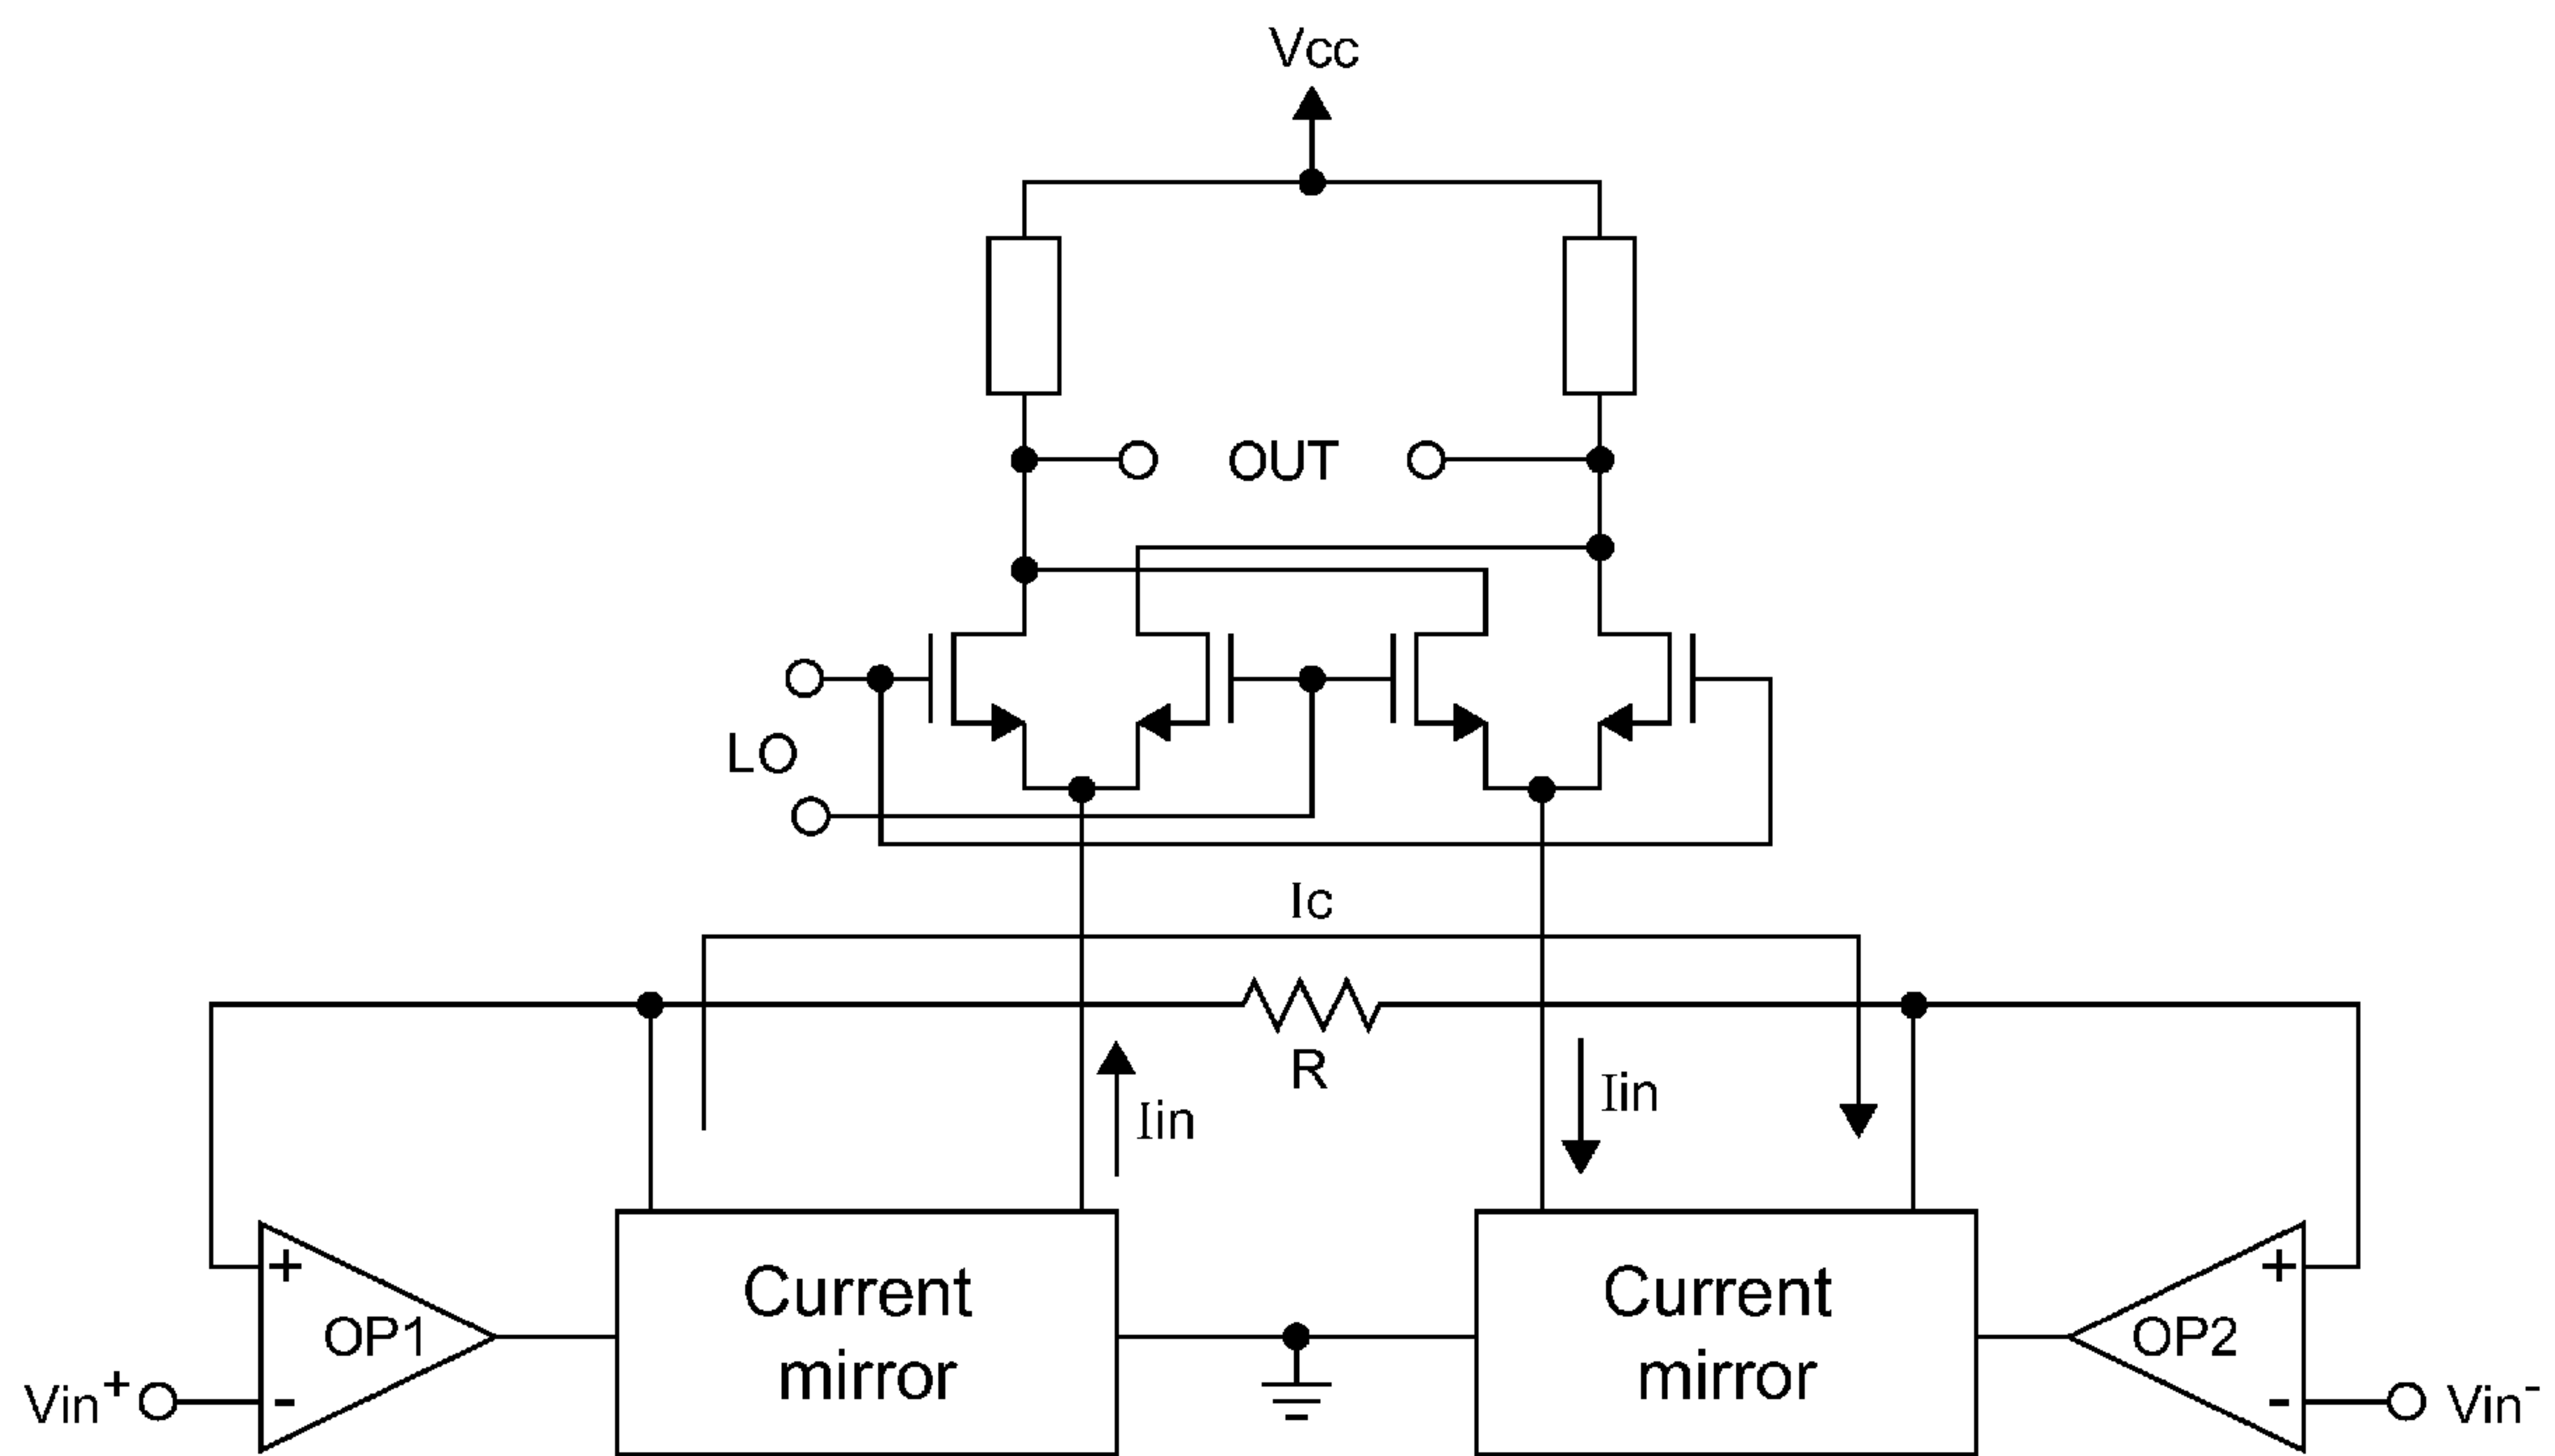 Vcc
OUT
LO
Ic
R
Iin
Iin
+
+
Current
mirror
Current
mirror
OP1
OP2
Vin+
-
-
Vin-